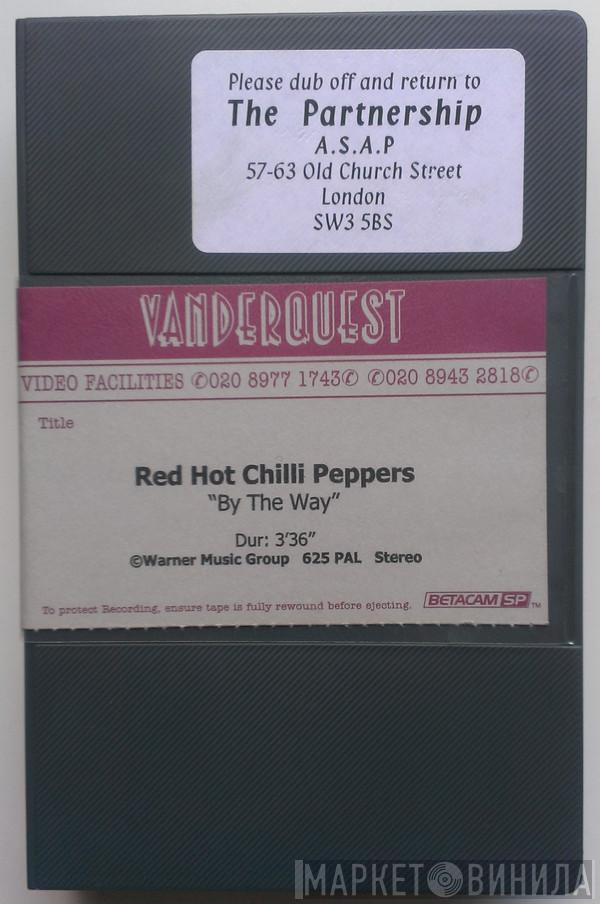 Please dub off and return to
The Partnership
A.S.A.P
57-63 Old Church Street
London
SW3 5BS
VANDERQUEST
VIDEO FACILITIES ✆020 8977 1743✆ ✆020 8943 2818✆
Title
Red Hot Chilli Peppers
“By The Way”
Dur: 3’36”
©Warner Music Group 625 PAL Stereo
To protect Recording, ensure tape is fully rewound before ejecting. BETACAM SP TM
МАРКЕТ ВИНИЛА